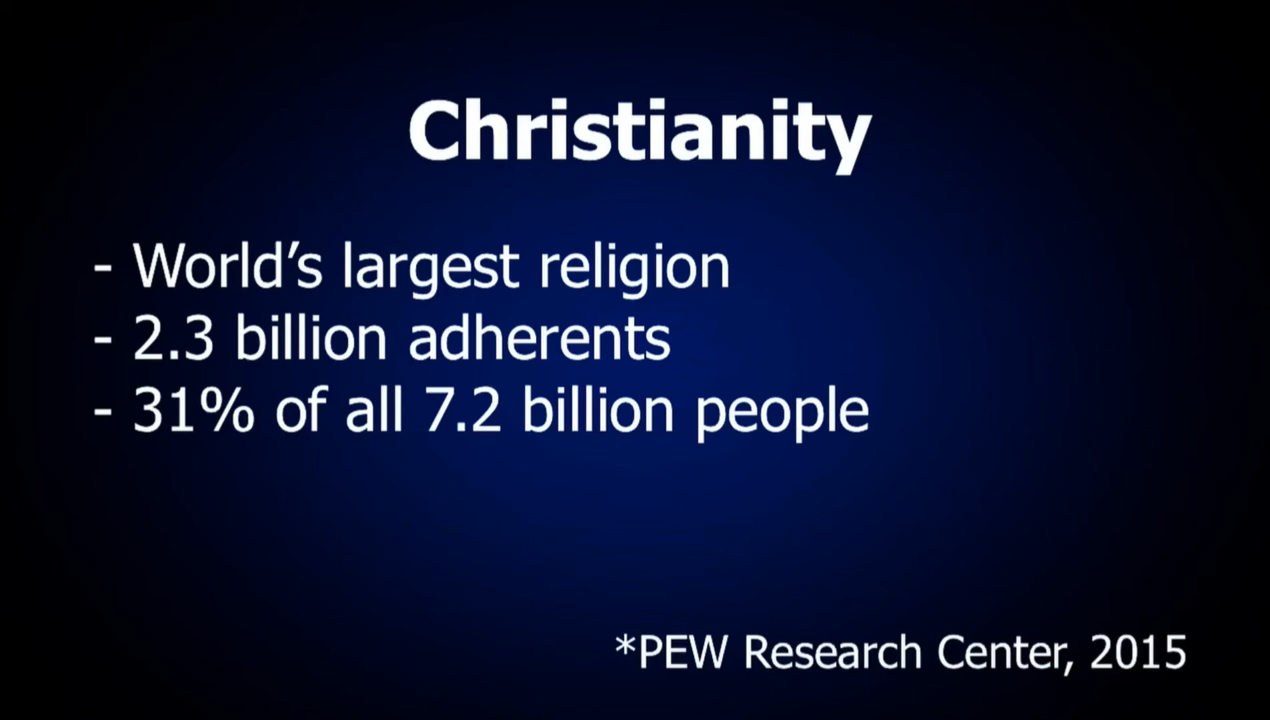 Christianity
- World’s largest religion
- 2.3 billion adherents
- 31% of all 7.2 billion people
*PEW Research Center, 2015